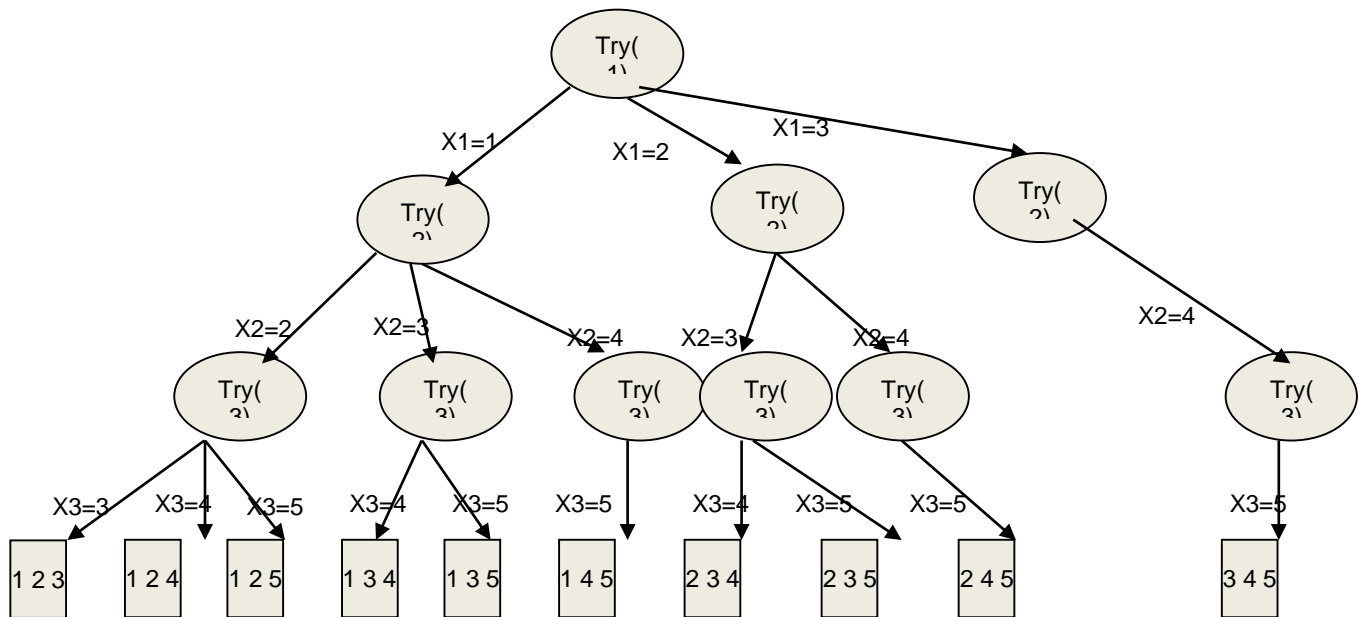 Try(
1)
X1=1
X1=2
X1=3
Try(
2)
Try(
2)
Try(
2)
X2=2
X2=3
X2=4
X2=3
X2=4
X2=4
Try(
3)
Try(
3)
Try(
3)
Try(
3)
Try(
3)
Try(
3)
X3=3
X3=4
X3=5
X3=4
X3=5
X3=5
X3=4
X3=5
X3=5
X3=5
1 2 3
1 2 4
1 2 5
1 3 4
1 3 5
1 4 5
2 3 4
2 3 5
2 4 5
3 4 5